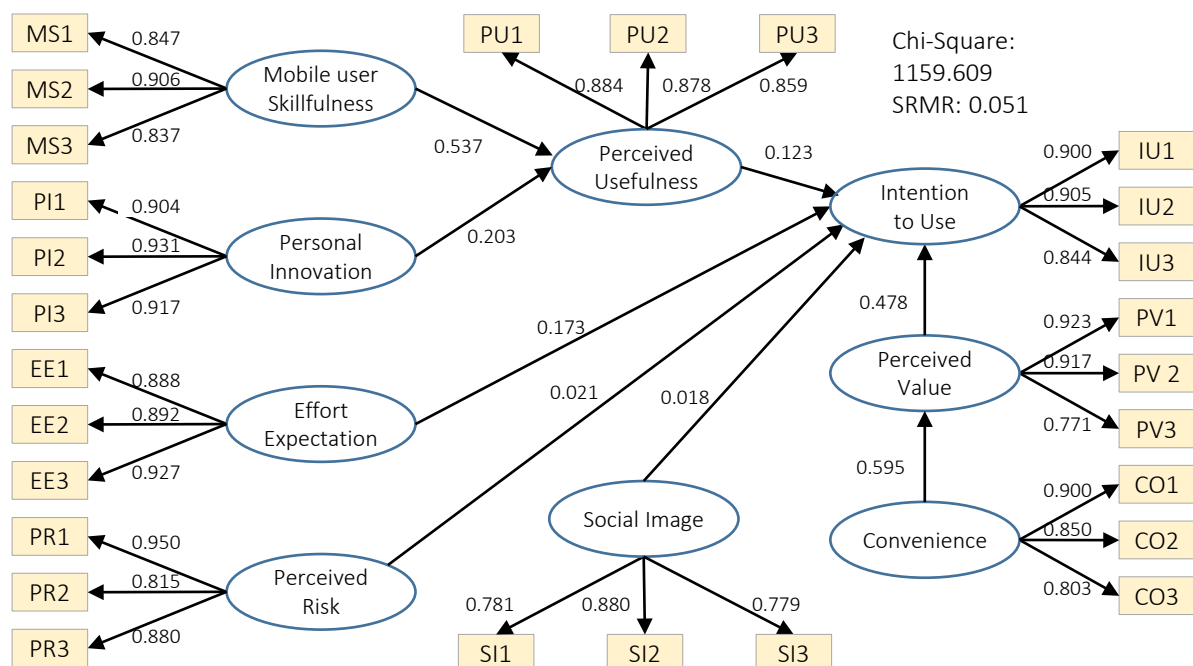 MS1
0.847
MS2
0.906
MS3
0.837
Mobile user
Skillfulness
PU1
PU2
PU3
0.884
0.878
0.859
Chi-Square:
1159.609
SRMR: 0.051
0.537
Perceived
Usefulness
0.123
PI1
0.904
PI2
0.931
PI3
0.917
Personal
Innovation
0.203
Intention
to Use
0.900
IU1
0.905
IU2
0.844
IU3
EE1
0.888
EE2
0.892
EE3
0.927
Effort
Expectation
0.173
0.021
0.018
0.478
Perceived
Value
0.923
PV1
0.917
PV 2
0.771
PV3
0.595
PR1
0.950
PR2
0.815
PR3
0.880
Perceived
Risk
Social Image
0.781
0.880
0.779
SI1
SI2
SI3
Convenience
0.900
CO1
0.850
CO2
0.803
CO3